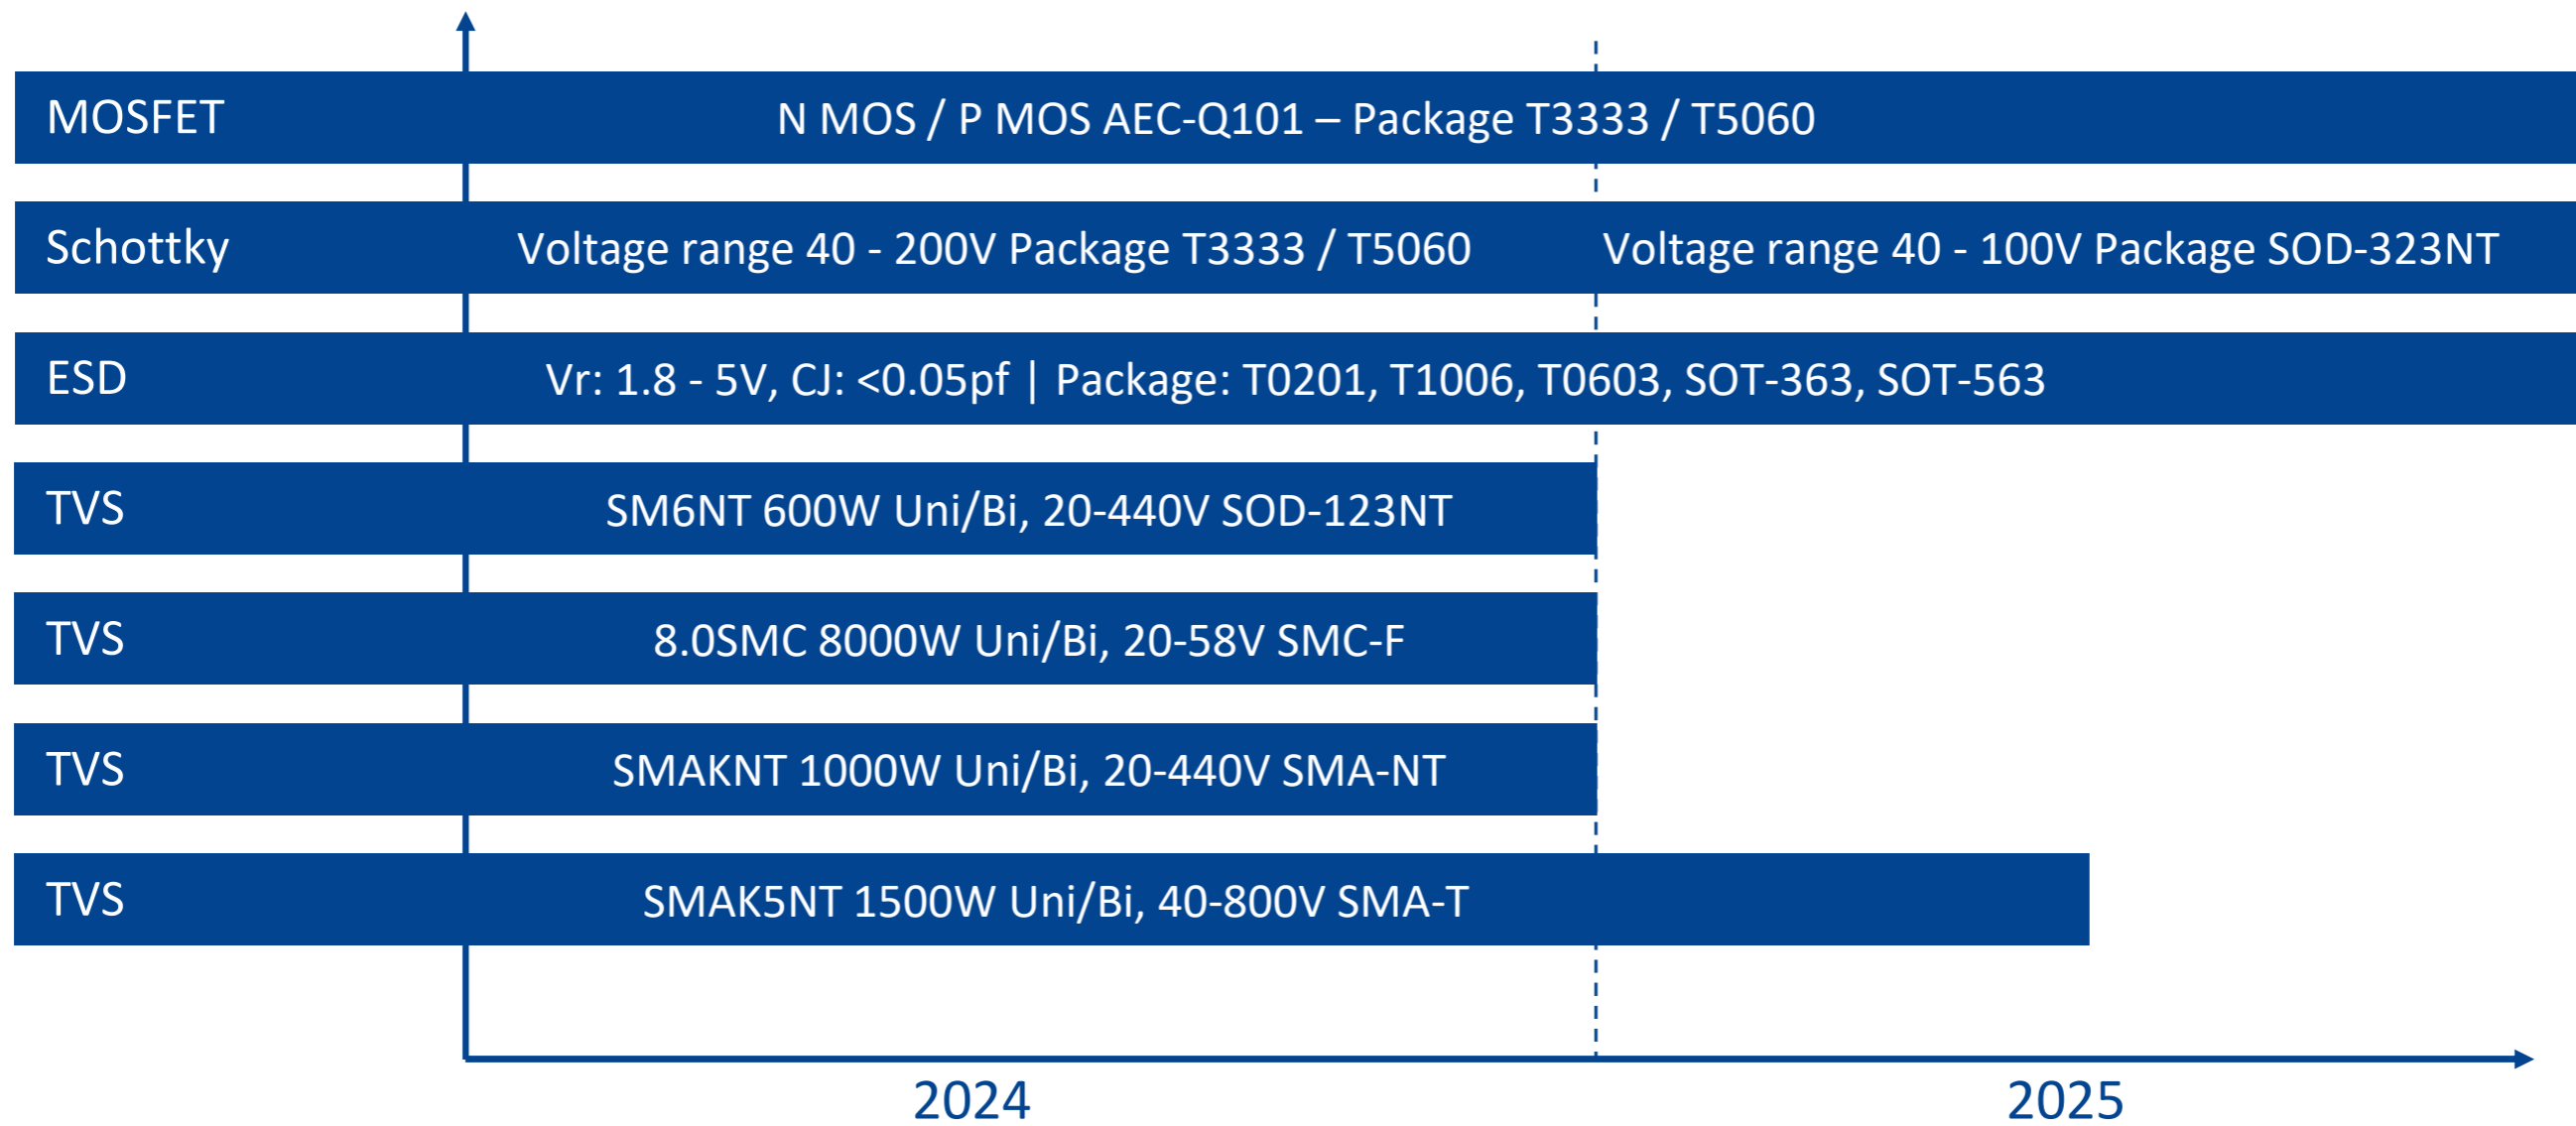 MOSFET
N MOS / P MOS AEC-Q101 – Package T3333 / T5060
Schottky
Voltage range 40 - 200V Package T3333 / T5060
Voltage range 40 - 100V Package SOD-323NT
ESD
Vr: 1.8 - 5V, CJ: <0.05pf | Package: T0201, T1006, T0603, SOT-363, SOT-563
TVS
SM6NT 600W Uni/Bi, 20-440V SOD-123NT
TVS
8.0SMC 8000W Uni/Bi, 20-58V SMC-F
TVS
SMAKNT 1000W Uni/Bi, 20-440V SMA-NT
TVS
SMAK5NT 1500W Uni/Bi, 40-800V SMA-T
2024
2025